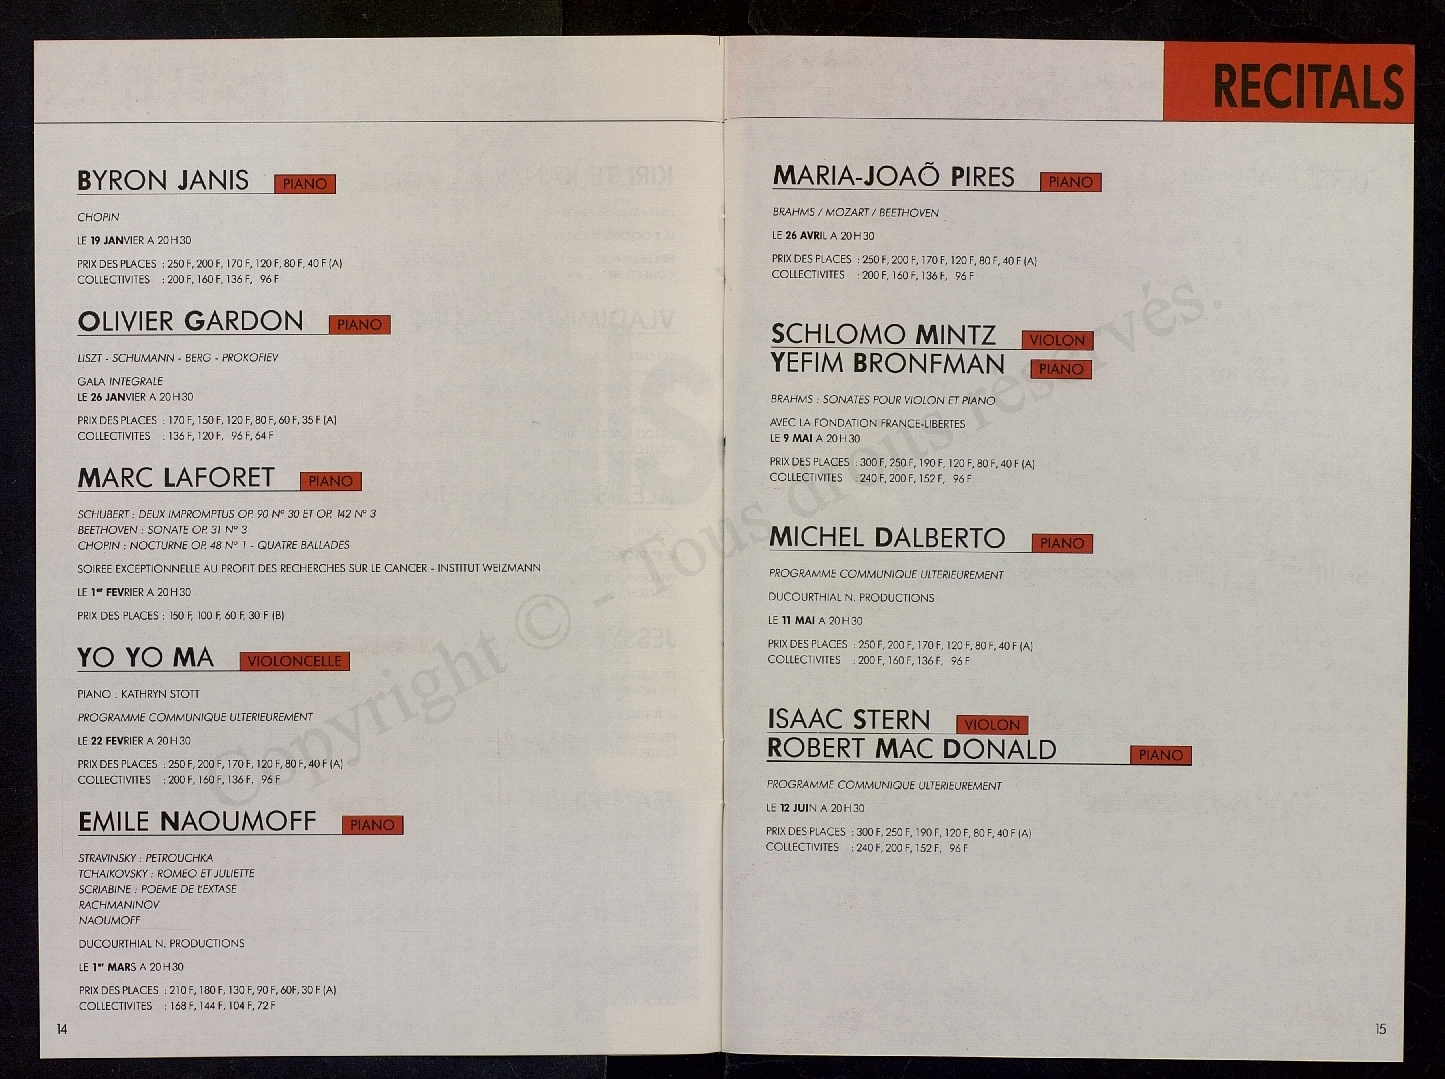 BYRON JANIS PIANO
CHOPIN
LE 19 JANVIER A 20 H 30
PRIX DES PLACES : 250 F, 200 F, 170 F, 120 F, 80 F, 40 F (A)
COLLECTIVITES : 200 F, 160 F, 136 F, 96 F
OLIVIER GARDON PIANO
LISZT - SCHUMANN - BERG - PROKOFIEV
GALA INTEGRALE
LE 26 JANVIER A 20 H 30
PRIX DES PLACES : 170 F, 150 F, 120 F, 80 F, 60 F, 35 F (A)
COLLECTIVITES : 136 F, 120 F, 96 F, 64 F
MARC LAFORET PIANO
SCHUBERT : DEUX IMPROMPTUS OP. 90 N° 30 ET OP. 142 N° 3
BEETHOVEN : SONATE OP. 31 N° 3
CHOPIN : NOCTURNE OP. 48 N° 1 - QUATRE BALLADES
SOIREE EXCEPTIONNELLE AU PROFIT DES RECHERCHES SUR LE CANCER - INSTITUT WEIZMANN
LE 1er FEVRIER A 20 H 30
PRIX DES PLACES : 150 F, 100 F, 60 F, 30 F (B)
YO YO MA VIOLONCELLE
PIANO : KATHRYN STOTT
PROGRAMME COMMUNIQUE ULTERIEUREMENT
LE 22 FEVRIER A 20 H 30
PRIX DES PLACES : 250 F, 200 F, 170 F, 120 F, 80 F, 40 F (A)
COLLECTIVITES : 200 F, 160 F, 136 F, 96 F
EMILE NAOUMOFF PIANO
STRAVINSKY : PETROUCHKA
TCHAIKOVSKY : ROMEO ET JULIETTE
SCRIABINE : POEME DE L'EXTASE
RACHMANINOV
NAOUMOFF
DUCOURTHIAL N. PRODUCTIONS
LE 1er MARS A 20 H 30
PRIX DES PLACES : 210 F, 180 F, 130 F, 90 F, 60F, 30 F (A)
COLLECTIVITES : 168 F, 144 F, 104 F, 72 F
14
RECITALS
MARIA-JOAÕ PIRES PIANO
BRAHMS / MOZART / BEETHOVEN
LE 26 AVRIL A 20 H 30
PRIX DES PLACES : 250 F, 200 F, 170 F, 120 F, 80 F, 40 F (A)
COLLECTIVITES : 200 F, 160 F, 136 F, 96 F
SCHLOMO MINTZ VIOLON
YEFIM BRONFMAN PIANO
BRAHMS : SONATES POUR VIOLON ET PIANO
AVEC LA FONDATION FRANCE-LIBERTES
LE 9 MAI A 20 H 30
PRIX DES PLACES : 300 F, 250 F, 190 F, 120 F, 80 F, 40 F (A)
COLLECTIVITES : 240 F, 200 F, 152 F, 96 F
MICHEL DALBERTO PIANO
PROGRAMME COMMUNIQUE ULTERIEUREMENT
DUCOURTHIAL N. PRODUCTIONS
LE 11 MAI A 20 H 30
PRIX DES PLACES : 250 F, 200 F, 170 F, 120 F, 80 F, 40 F (A)
COLLECTIVITES : 200 F, 160 F, 136 F, 96 F
ISAAC STERN VIOLON
ROBERT MAC DONALD PIANO
PROGRAMME COMMUNIQUE ULTERIEUREMENT
LE 12 JUIN A 20 H 30
PRIX DES PLACES : 300 F, 250 F, 190 F, 120 F, 80 F, 40 F (A)
COLLECTIVITES : 240 F, 200 F, 152 F, 96 F
15
Copyright © - Tous droits réservés.